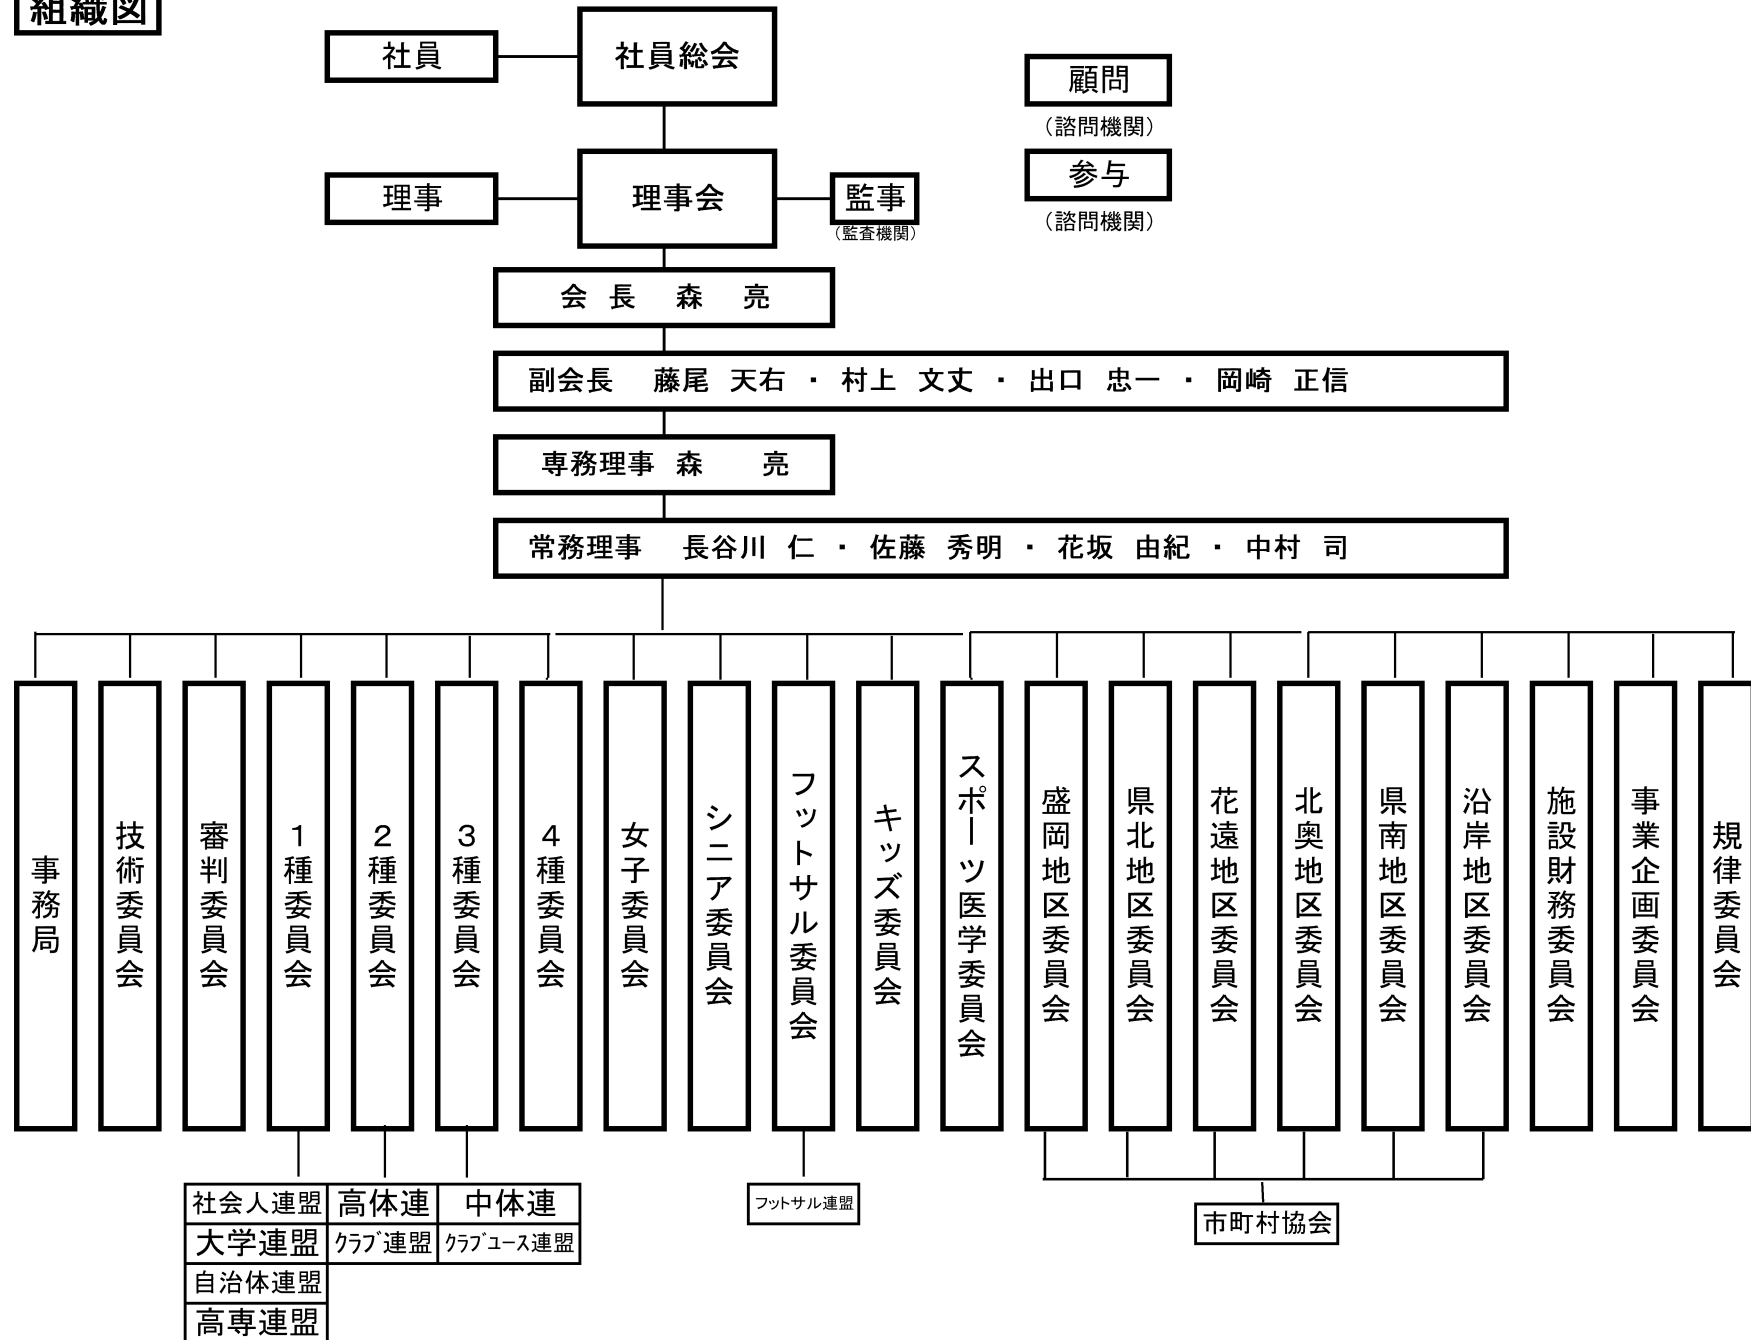 組織図
社員
社員総会
顧問
（諮問機関）
理事
理事会
監事
（監査機関）
参与
（諮問機関）
会 長 森 亮
副会長 藤尾 天右 ・ 村上 文丈 ・ 出口 忠一 ・ 岡崎 正信
専務理事 森 亮
常務理事 長谷川 仁 ・ 佐藤 秀明 ・ 花坂 由紀 ・ 中村 司
事務局
技術委員会
審判委員会
１種委員会
２種委員会
３種委員会
４種委員会
女子委員会
シニア委員会
フットサル委員会
キッズ委員会
スポーツ医学委員会
盛岡地区委員会
県北地区委員会
花遠地区委員会
北奥地区委員会
県南地区委員会
沿岸地区委員会
施設財務委員会
事業企画委員会
規律委員会
社会人連盟
大学連盟
自治体連盟
高専連盟
高体連
ｸﾗﾌﾞ連盟
中体連
ｸﾗﾌﾞﾕｰｽ連盟
フットサル連盟
市町村協会